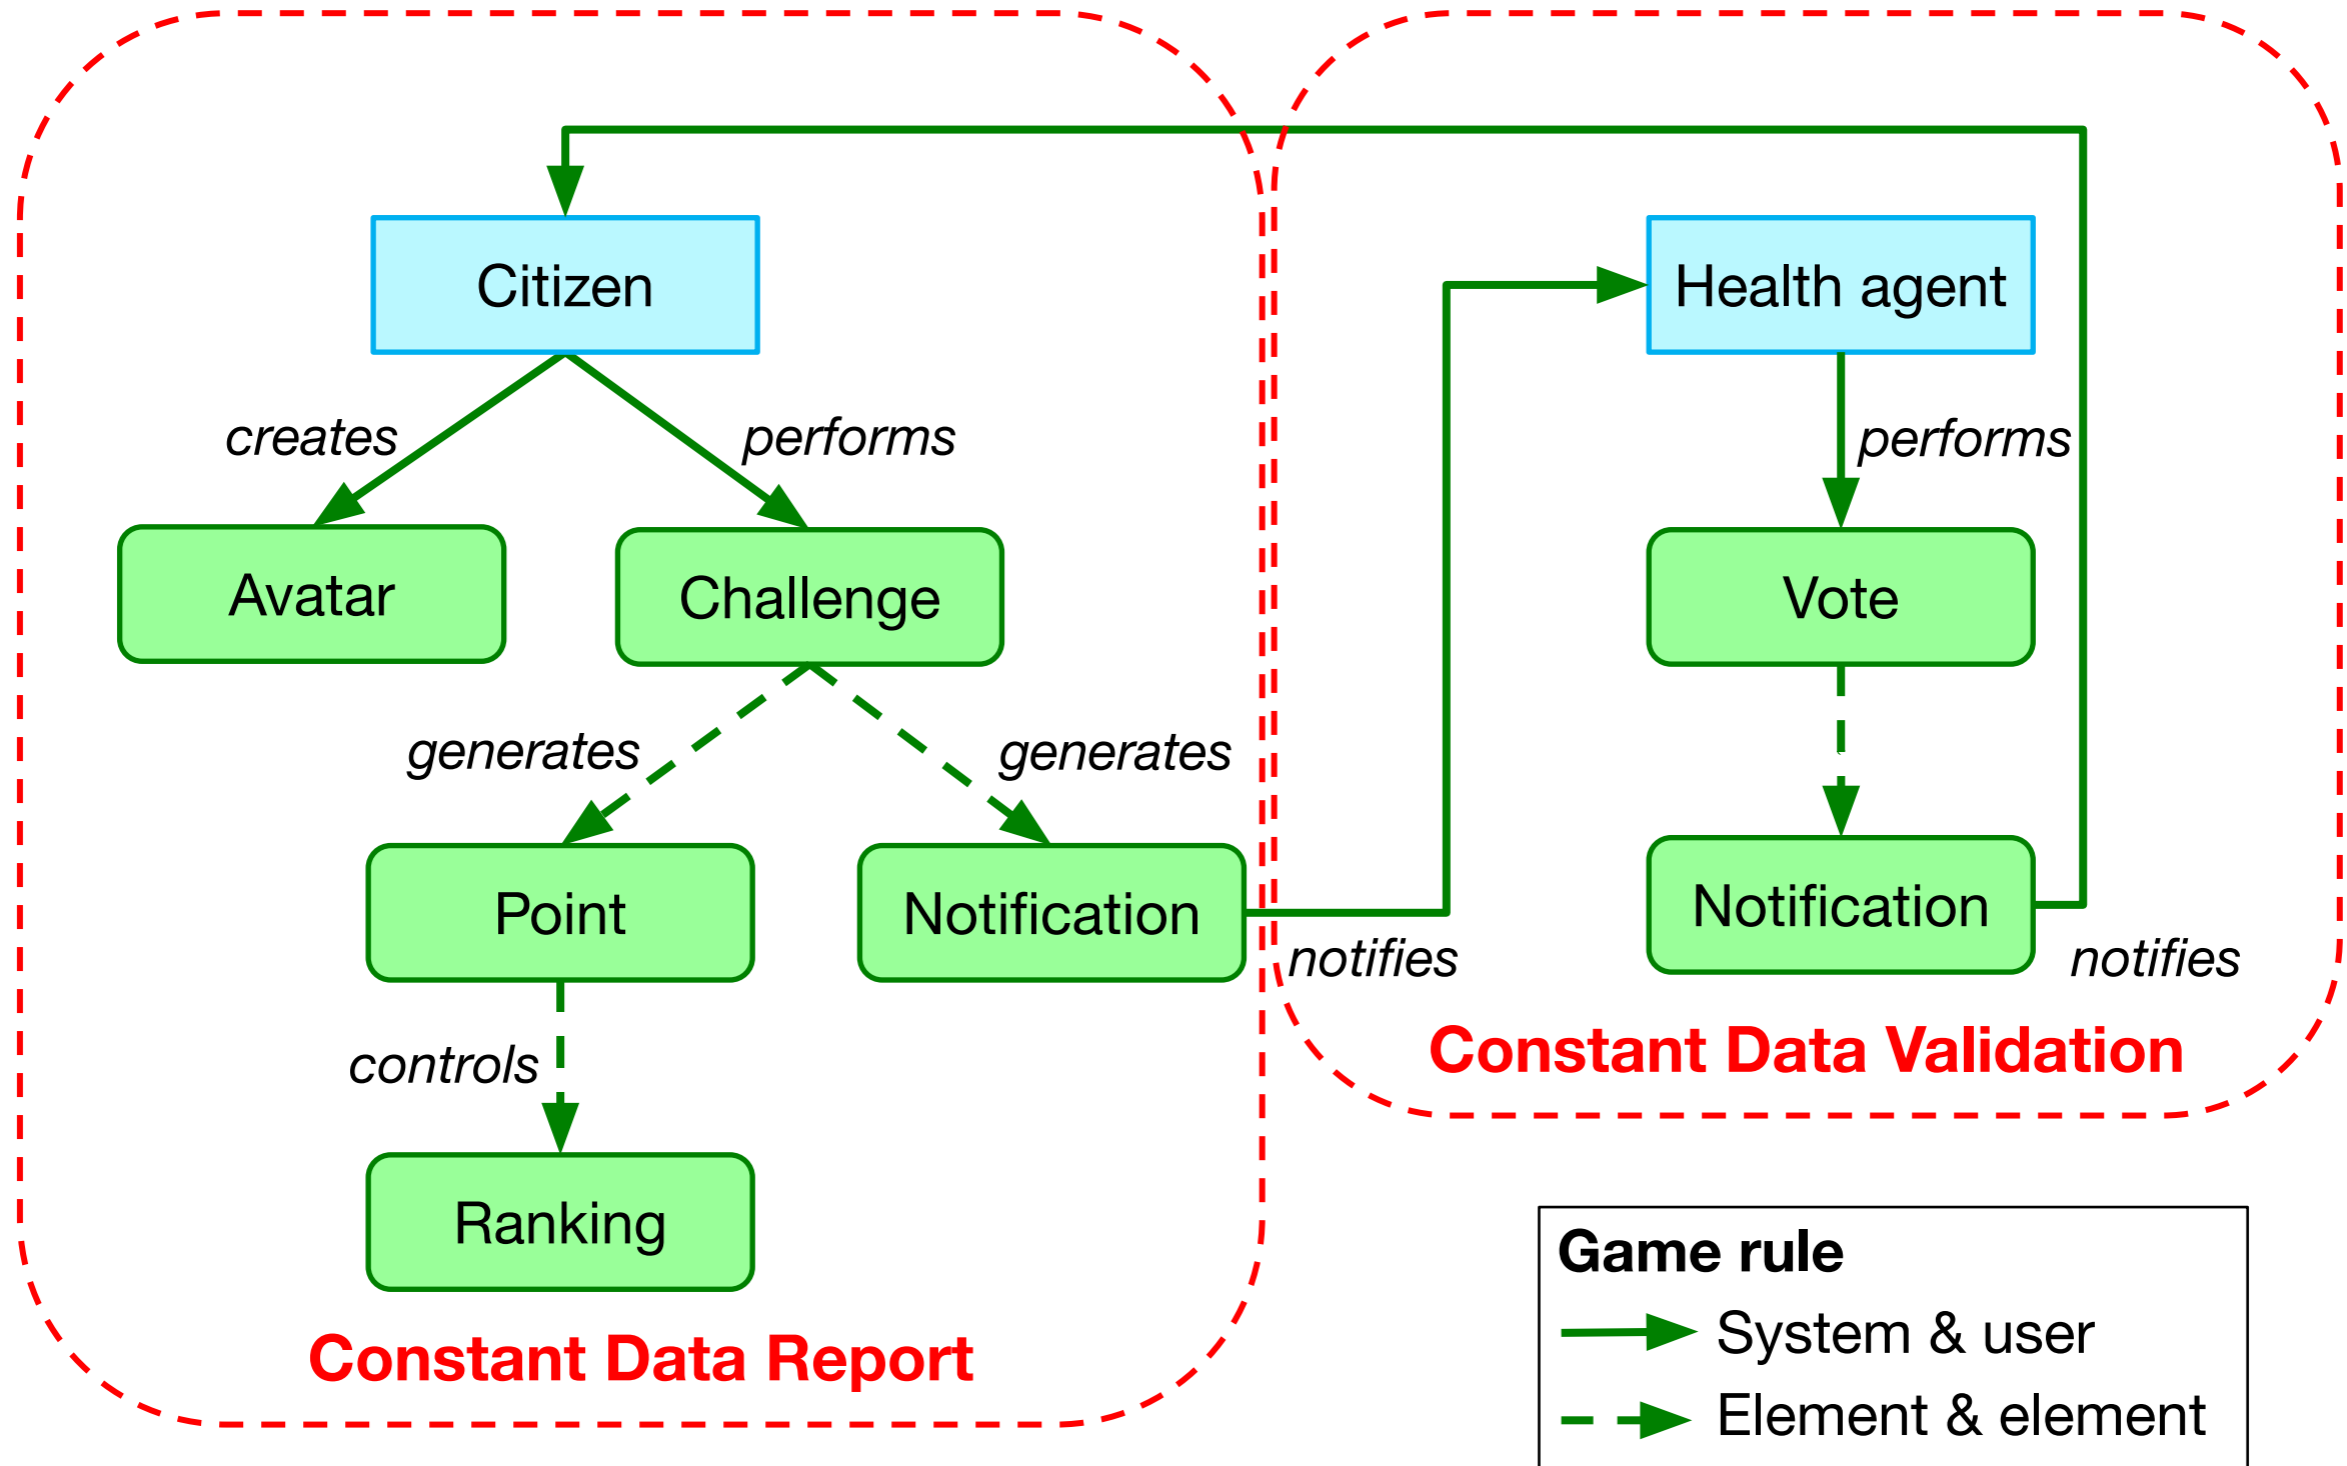 Citizen
Health agent
creates
performs
performs
Avatar
Challenge
Vote
generates
generates
Point
Notification
Notification
notifies
notifies
controls
Constant Data Validation
Ranking
Constant Data Report
Game rule
System & user
Element & element